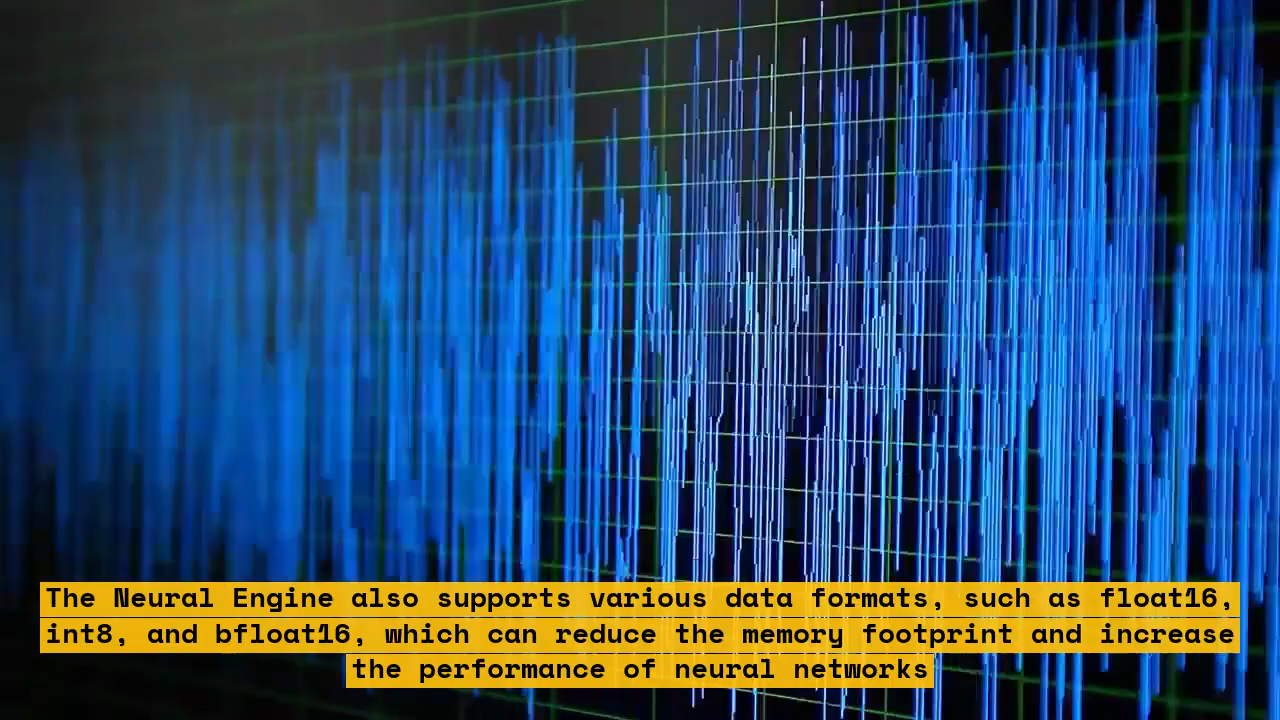 The Neural Engine also supports various data formats, such as float16,
int8, and bfloat16, which can reduce the memory footprint and increase
the performance of neural networks